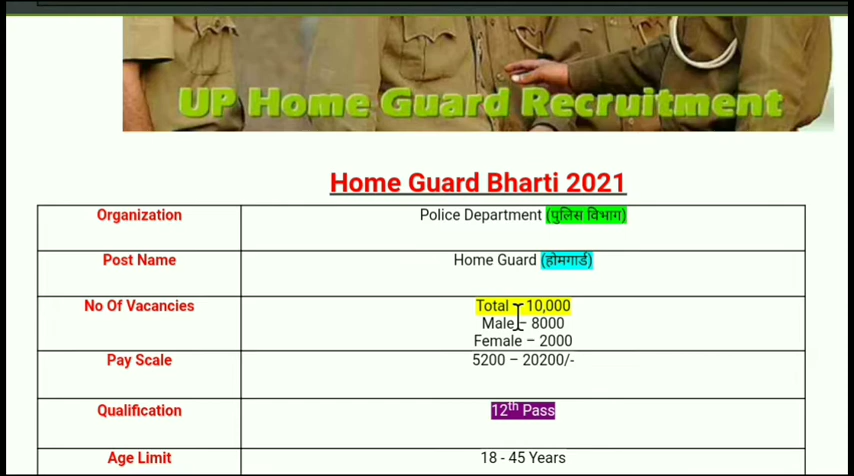 UP Home Guard Recruitment
Home Guard Bharti 2021
Organization
Police Department (पुलिस विभाग)
Post Name
Home Guard (होमगार्ड)
No Of Vacancies
Total – 10,000
Male – 8000
Female – 2000
Pay Scale
5200 – 20200/-
Qualification
12th Pass
Age Limit
18 - 45 Years